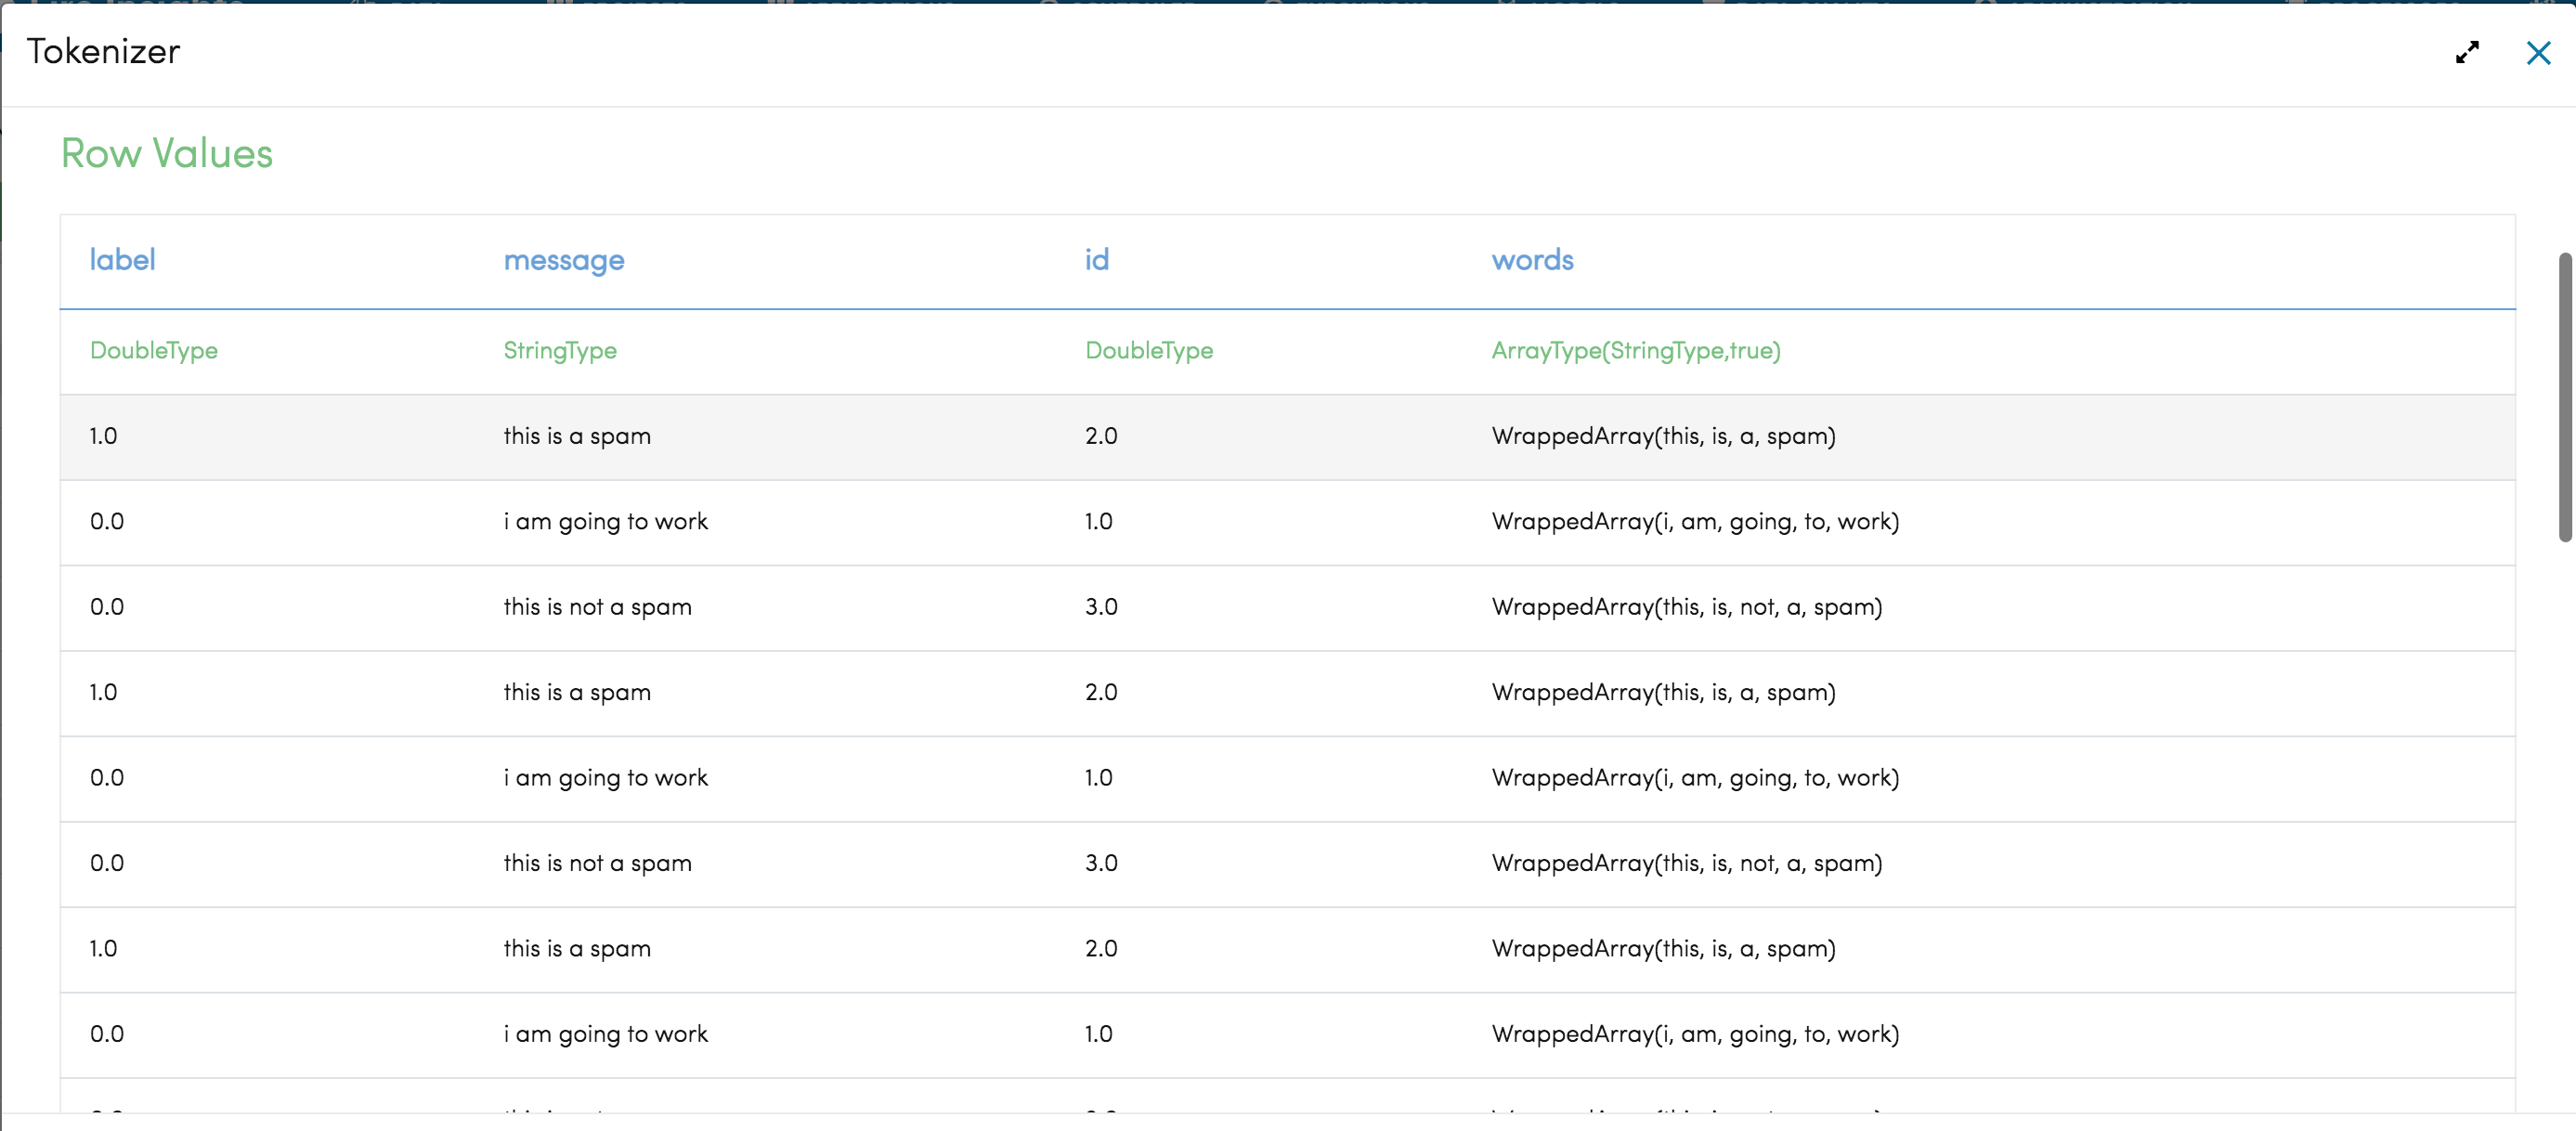 Tokenizer
Row Values
label message id words
DoubleType StringType DoubleType ArrayType(StringType,true)
1.0 this is a spam 2.0 WrappedArray(this, is, a, spam)
0.0 i am going to work 1.0 WrappedArray(i, am, going, to, work)
0.0 this is not a spam 3.0 WrappedArray(this, is, not, a, spam)
1.0 this is a spam 2.0 WrappedArray(this, is, a, spam)
0.0 i am going to work 1.0 WrappedArray(i, am, going, to, work)
0.0 this is not a spam 3.0 WrappedArray(this, is, not, a, spam)
1.0 this is a spam 2.0 WrappedArray(this, is, a, spam)
0.0 i am going to work 1.0 WrappedArray(i, am, going, to, work)